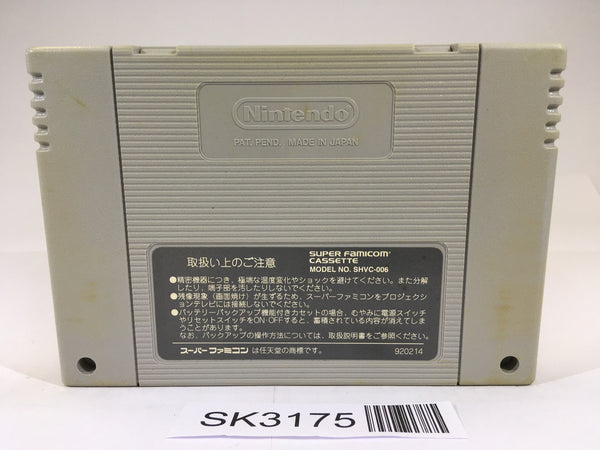 Nintendo
PAT. PEND. MADE IN JAPAN
取扱い上のご注意
SUPER FAMICOM
CASSETTE
MODEL NO. SHVC-006
●精密機器につき、極端な温度変化やショックを避けてください。また分解
したり、端子部を汚したりしないでください。
●残像現象(画面焼け)が生ずるため、スーパーファミコンをプロジェクシ
ョンテレビには接続しないでください。
●バッテリーバックアップ機能付きカセットの場合、むやみに電源スイッチ
やリセットスイッチをON・OFFすると、蓄積されている内容が消えてしま
うことがあります。
なお、バックアップの操作方法については、取扱説明書をご参照ください。
スーパーファミコンは任天堂の商標です。
920214
SK3175